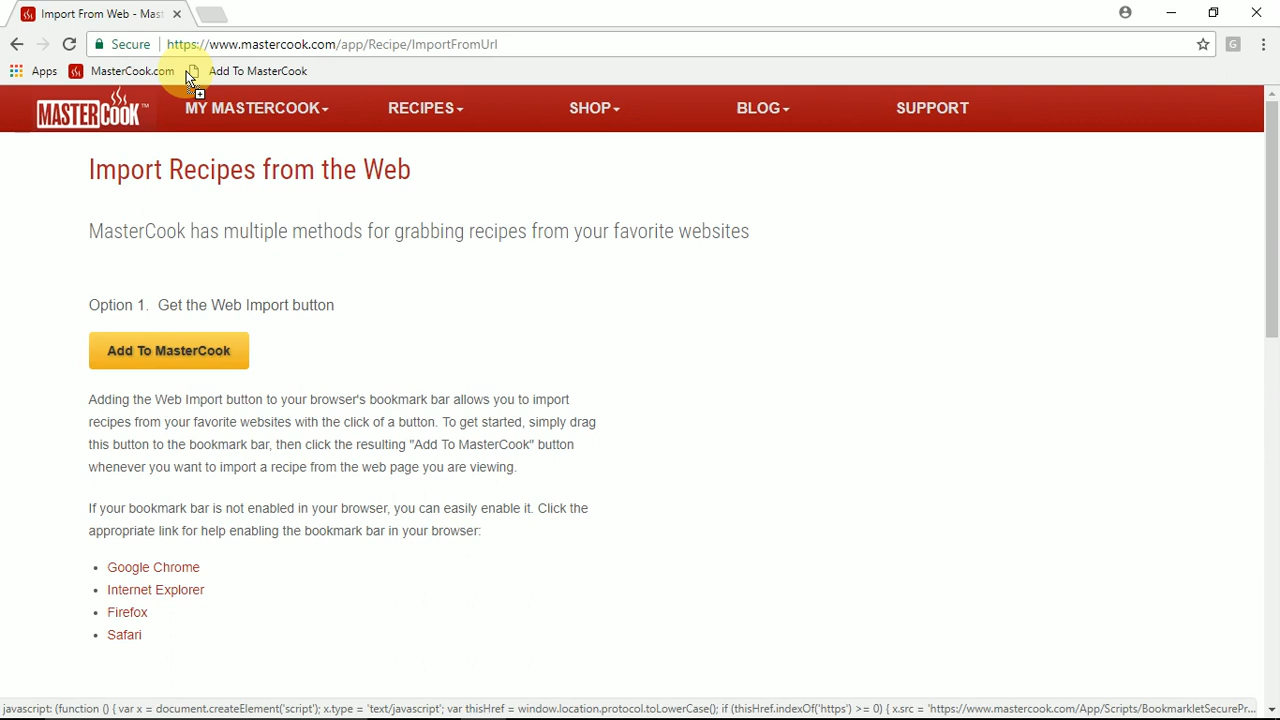 Import From Web - Mast
Secure https://www.mastercook.com/app/Recipe/ImportFromUrl
G
Apps MasterCook.com Add To MasterCook
MASTERCOOK™ MY MASTERCOOK RECIPES SHOP BLOG SUPPORT
Import Recipes from the Web
MasterCook has multiple methods for grabbing recipes from your favorite websites
Option 1. Get the Web Import button
Add To MasterCook
Adding the Web Import button to your browser's bookmark bar allows you to import
recipes from your favorite websites with the click of a button. To get started, simply drag
this button to the bookmark bar, then click the resulting "Add To MasterCook" button
whenever you want to import a recipe from the web page you are viewing.
If your bookmark bar is not enabled in your browser, you can easily enable it. Click the
appropriate link for help enabling the bookmark bar in your browser:
• Google Chrome
• Internet Explorer
• Firefox
• Safari
javascript: (function () { var x = document.createElement('script'); x.type = 'text/javascript'; var thisHref = window.location.protocol.toLowerCase(); if (thisHref.indexOf('https') >= 0) { x.src = 'https://www.mastercook.com/App/Scripts/BookmarkletSecurePr...